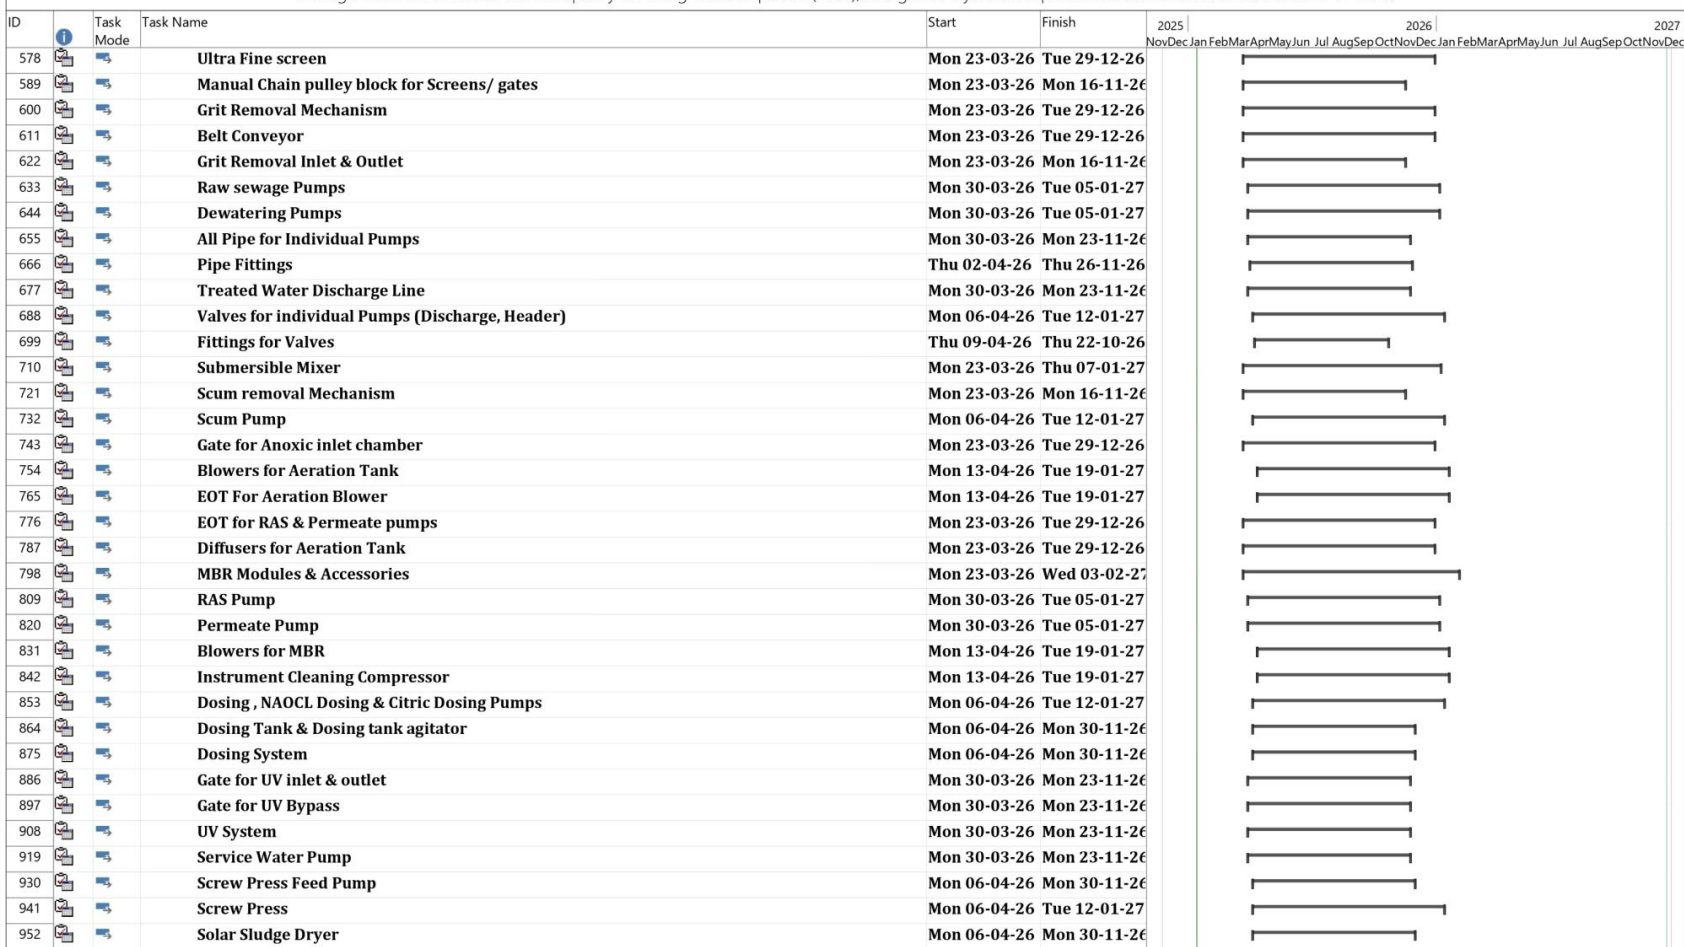 ID Task Mode Task Name Start Finish 2025 2026 2027
Nov Dec Jan Feb Mar Apr May Jun Jul Aug Sep Oct Nov Dec Jan Feb Mar Apr May Jun Jul Aug Sep Oct Nov Dec
578 Ultra Fine screen Mon 23-03-26 Tue 29-12-26
589 Manual Chain pulley block for Screens/ gates Mon 23-03-26 Mon 16-11-26
600 Grit Removal Mechanism Mon 23-03-26 Tue 29-12-26
611 Belt Conveyor Mon 23-03-26 Tue 29-12-26
622 Grit Removal Inlet & Outlet Mon 23-03-26 Mon 16-11-26
633 Raw sewage Pumps Mon 30-03-26 Tue 05-01-27
644 Dewatering Pumps Mon 30-03-26 Tue 05-01-27
655 All Pipe for Individual Pumps Mon 30-03-26 Mon 23-11-26
666 Pipe Fittings Thu 02-04-26 Thu 26-11-26
677 Treated Water Discharge Line Mon 30-03-26 Mon 23-11-26
688 Valves for individual Pumps (Discharge, Header) Mon 06-04-26 Tue 12-01-27
699 Fittings for Valves Thu 09-04-26 Thu 22-10-26
710 Submersible Mixer Mon 23-03-26 Thu 07-01-27
721 Scum removal Mechanism Mon 23-03-26 Mon 16-11-26
732 Scum Pump Mon 06-04-26 Tue 12-01-27
743 Gate for Anoxic inlet chamber Mon 23-03-26 Tue 29-12-26
754 Blowers for Aeration Tank Mon 13-04-26 Tue 19-01-27
765 EOT For Aeration Blower Mon 13-04-26 Tue 19-01-27
776 EOT for RAS & Permeate pumps Mon 23-03-26 Tue 29-12-26
787 Diffusers for Aeration Tank Mon 23-03-26 Tue 29-12-26
798 MBR Modules & Accessories Mon 23-03-26 Wed 03-02-27
809 RAS Pump Mon 30-03-26 Tue 05-01-27
820 Permeate Pump Mon 30-03-26 Tue 05-01-27
831 Blowers for MBR Mon 13-04-26 Tue 19-01-27
842 Instrument Cleaning Compressor Mon 13-04-26 Tue 19-01-27
853 Dosing , NAOCL Dosing & Citric Dosing Pumps Mon 06-04-26 Tue 12-01-27
864 Dosing Tank & Dosing tank agitator Mon 06-04-26 Mon 30-11-26
875 Dosing System Mon 06-04-26 Mon 30-11-26
886 Gate for UV inlet & outlet Mon 30-03-26 Mon 23-11-26
897 Gate for UV Bypass Mon 30-03-26 Mon 23-11-26
908 UV System Mon 30-03-26 Mon 23-11-26
919 Service Water Pump Mon 30-03-26 Mon 23-11-26
930 Screw Press Feed Pump Mon 06-04-26 Mon 30-11-26
941 Screw Press Mon 06-04-26 Tue 12-01-27
952 Solar Sludge Dryer Mon 06-04-26 Mon 30-11-26